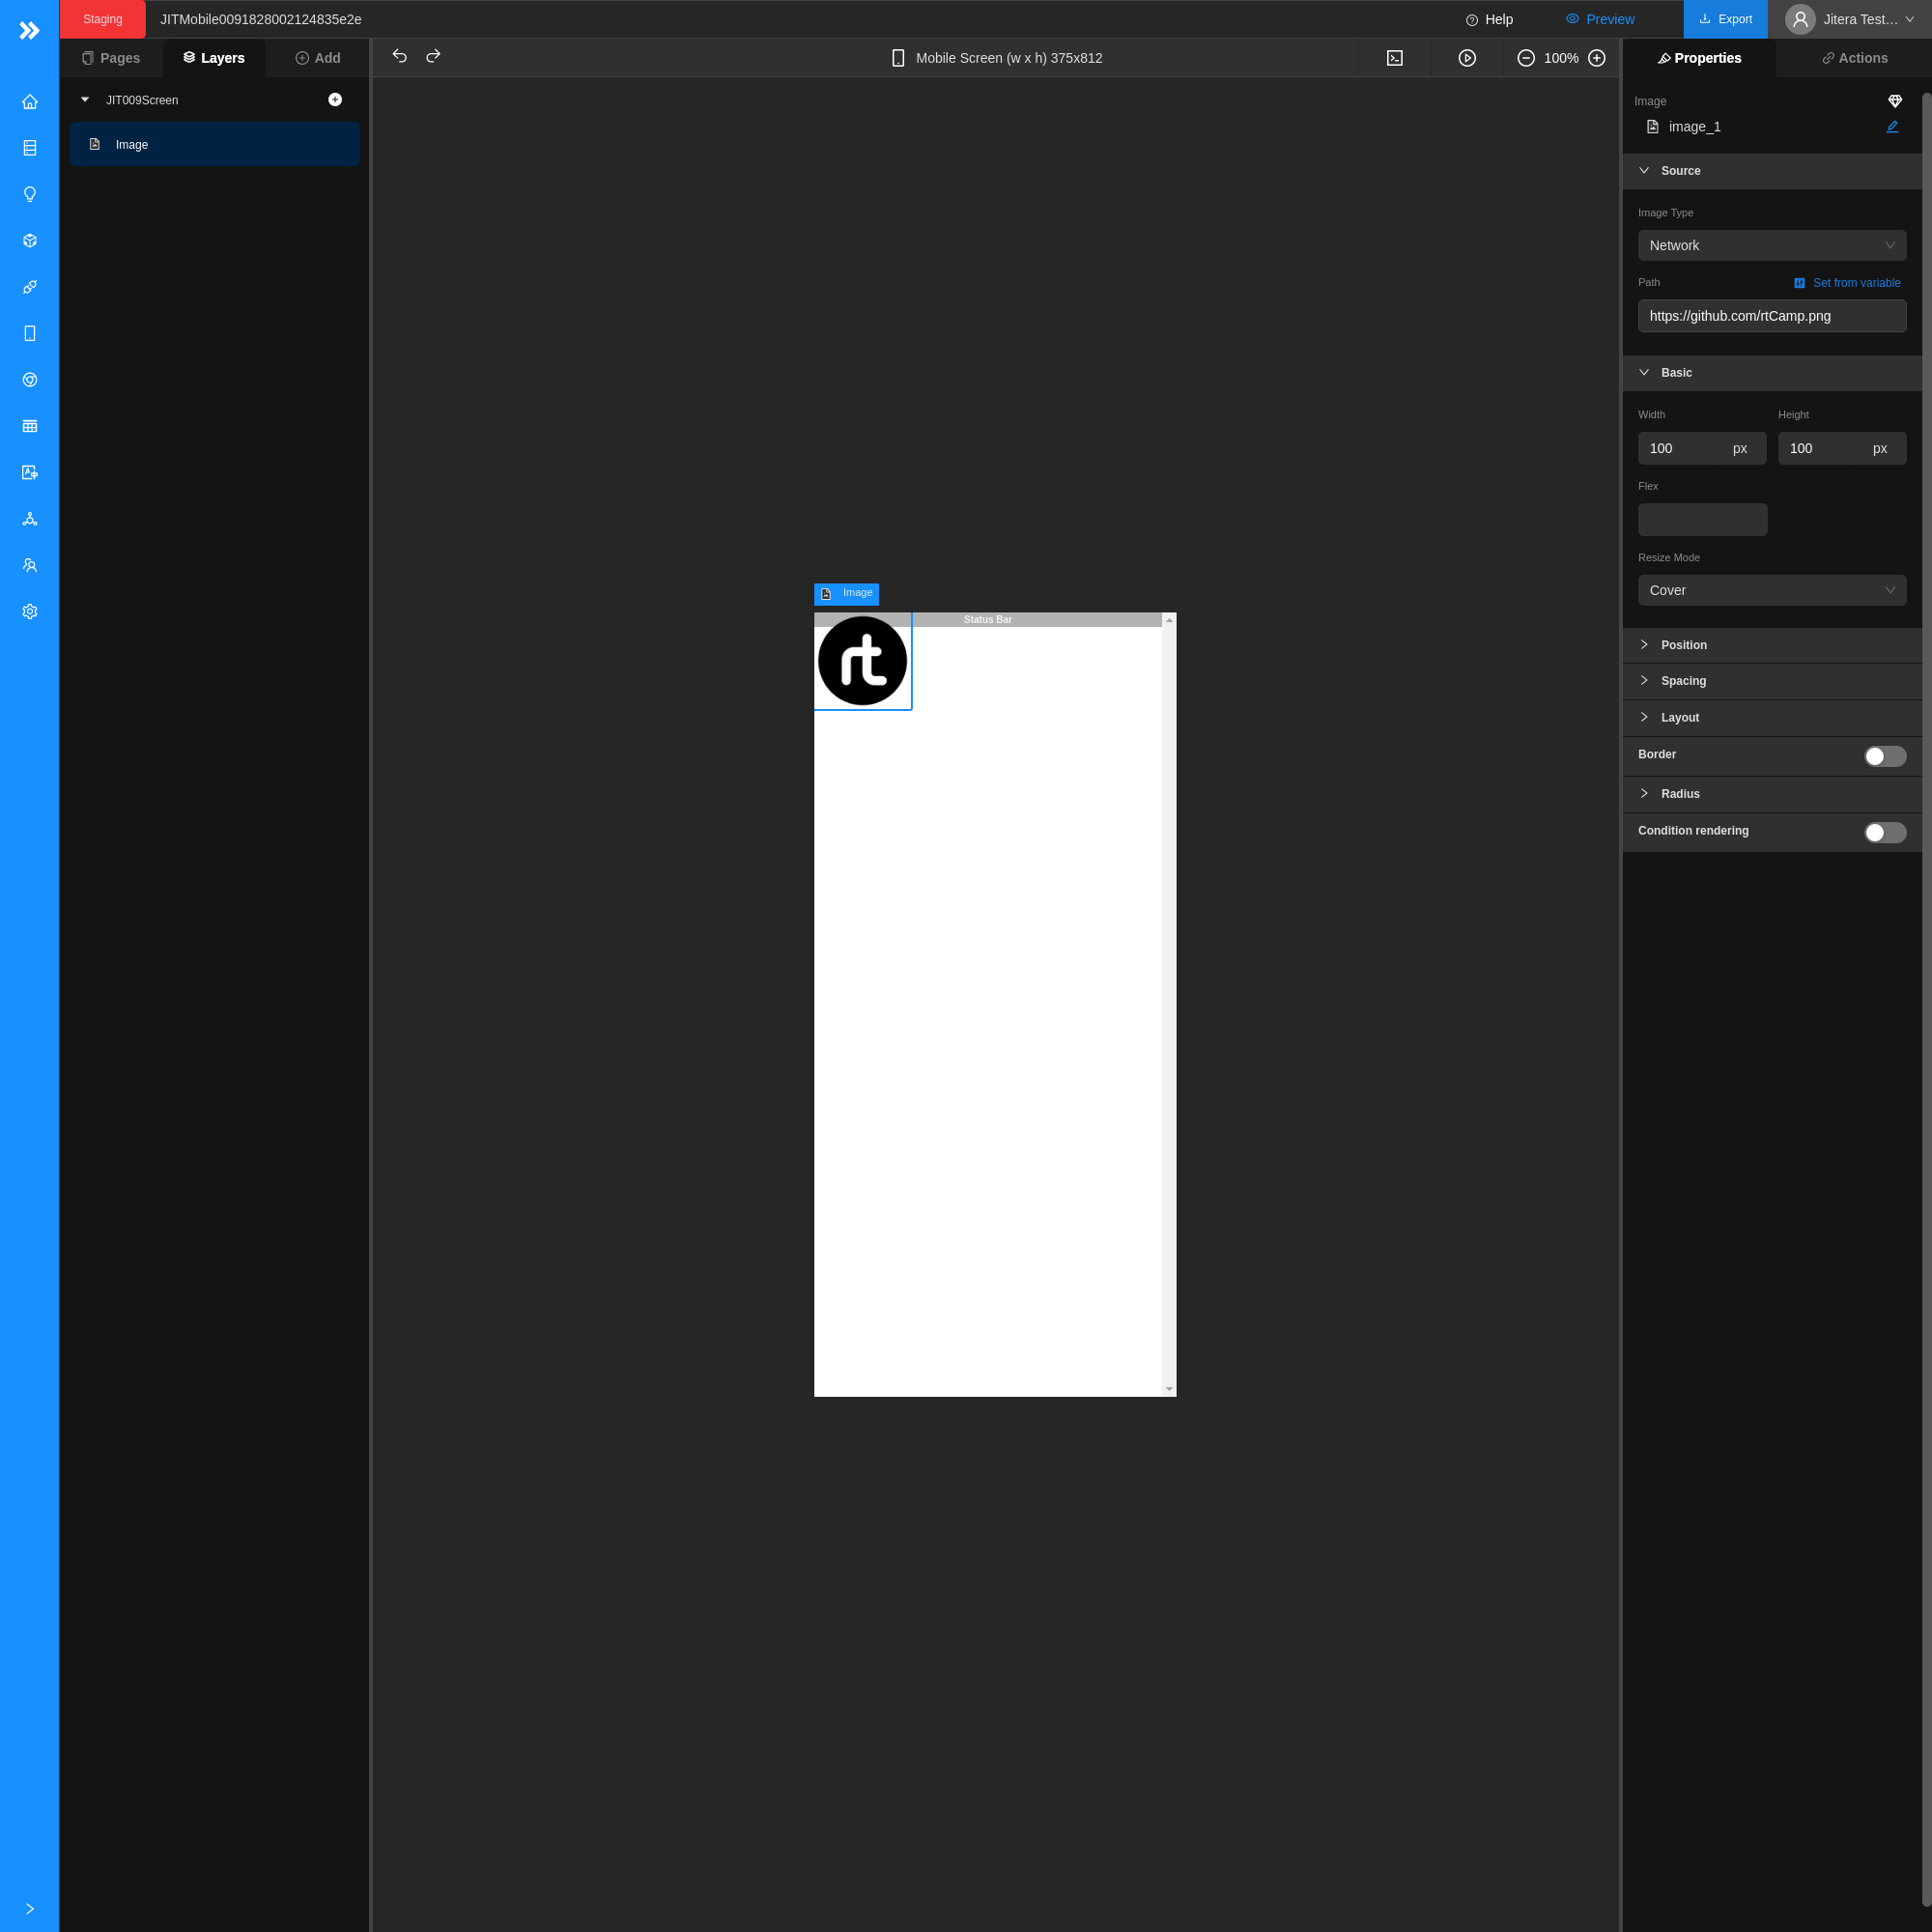 Staging
JITMobile0091828002124835e2e
Help
Preview
Export
Jitera Test…
Pages
Layers
Add
Mobile Screen (w x h) 375x812
100%
Properties
Actions
JIT009Screen
Image
Image
image_1
Source
Image Type
Network
Path
Set from variable
https://github.com/rtCamp.png
Basic
Width
Height
100 px
100 px
Flex
Resize Mode
Cover
Position
Spacing
Layout
Border
Radius
Condition rendering
Image
Status Bar
rt